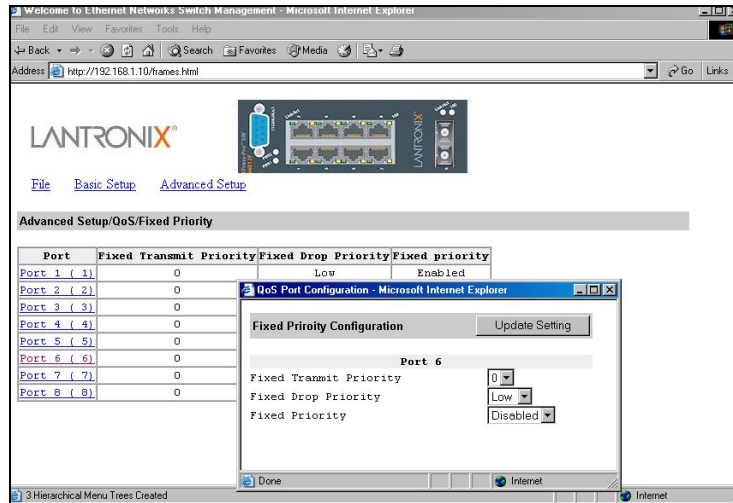 Welcome to Ethernet Networks Switch Management - Microsoft Internet Explorer
File Edit View Favorites Tools Help
Back Search Favorites Media
Address http://192.168.1.10/frames.html Go Links
LANTRONIX®
LANTRONIX
File Basic Setup Advanced Setup
Advanced Setup/QoS/Fixed Priority
Port Fixed Transmit Priority Fixed Drop Priority Fixed priority
Port 1 ( 1) 0 Low Enabled
Port 2 ( 2) 0
Port 3 ( 3) 0
Port 4 ( 4) 0
Port 5 ( 5) 0
Port 6 ( 6) 0
Port 7 ( 7) 0
Port 8 ( 8) 0
QoS Port Configuration - Microsoft Internet Explorer
Fixed Priroity Configuration Update Setting
Port 6
Fixed Tranmit Priority 0
Fixed Drop Priority Low
Fixed Priority Disabled
Done Internet
3 Hierarchical Menu Trees Created Internet